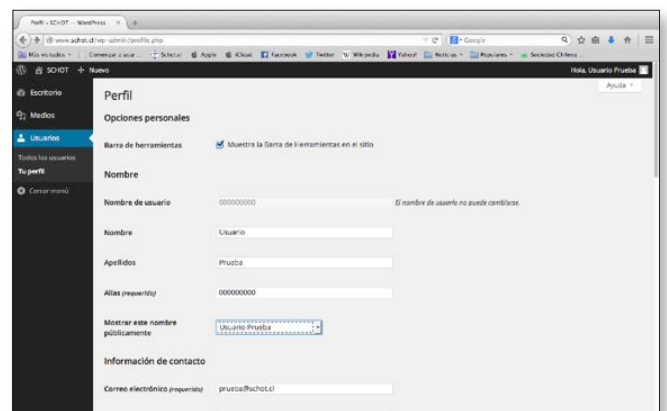 Perfil ‹ SCHOT — WordPress
www.schot.cl/wp-admin/profile.php
Google
Más visitados
Comenzar a usar ...
Schot.cl
Apple
iCloud
Facebook
Twitter
Wikipedia
Yahoo!
Noticias
Populares
Sociedad Chilena ...
SCHOT + Nuevo
Hola, Usuario Prueba
Ayuda
Escritorio
Medios
Usuarios
Todos los usuarios
Tu perfil
Cerrar menú
Perfil
Opciones personales
Barra de herramientas
Muestra la Barra de Herramientas en el sitio
Nombre
Nombre de usuario
000000000
El nombre de usuario no puede cambiarse.
Nombre
Usuario
Apellidos
Prueba
Alias (requerido)
000000000
Mostrar este nombre
públicamente
Usuario Prueba
Información de contacto
Correo electrónico (requerido)
prueba@schot.cl